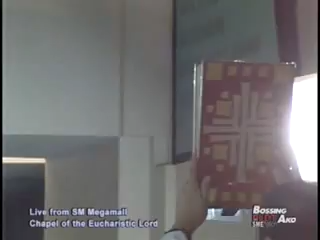 Live from SM Megamall
Chapel of the Eucharistic Lord
BOSSING
AKO